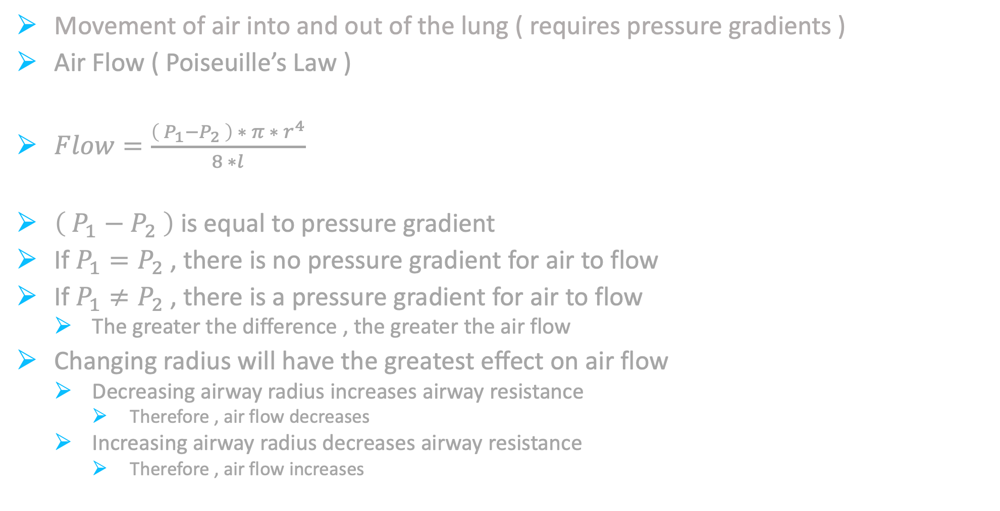 Movement of air into and out of the lung ( requires pressure gradients )
Air Flow ( Poiseuille’s Law )
Flow = \frac{( P_1 − P_2 ) * π * r^4}{8 * l}
( P_1 − P_2 ) is equal to pressure gradient
If P_1 = P_2 , there is no pressure gradient for air to flow
If P_1 ≠ P_2 , there is a pressure gradient for air to flow
The greater the difference , the greater the air flow
Changing radius will have the greatest effect on air flow
Decreasing airway radius increases airway resistance
Therefore , air flow decreases
Increasing airway radius decreases airway resistance
Therefore , air flow increases